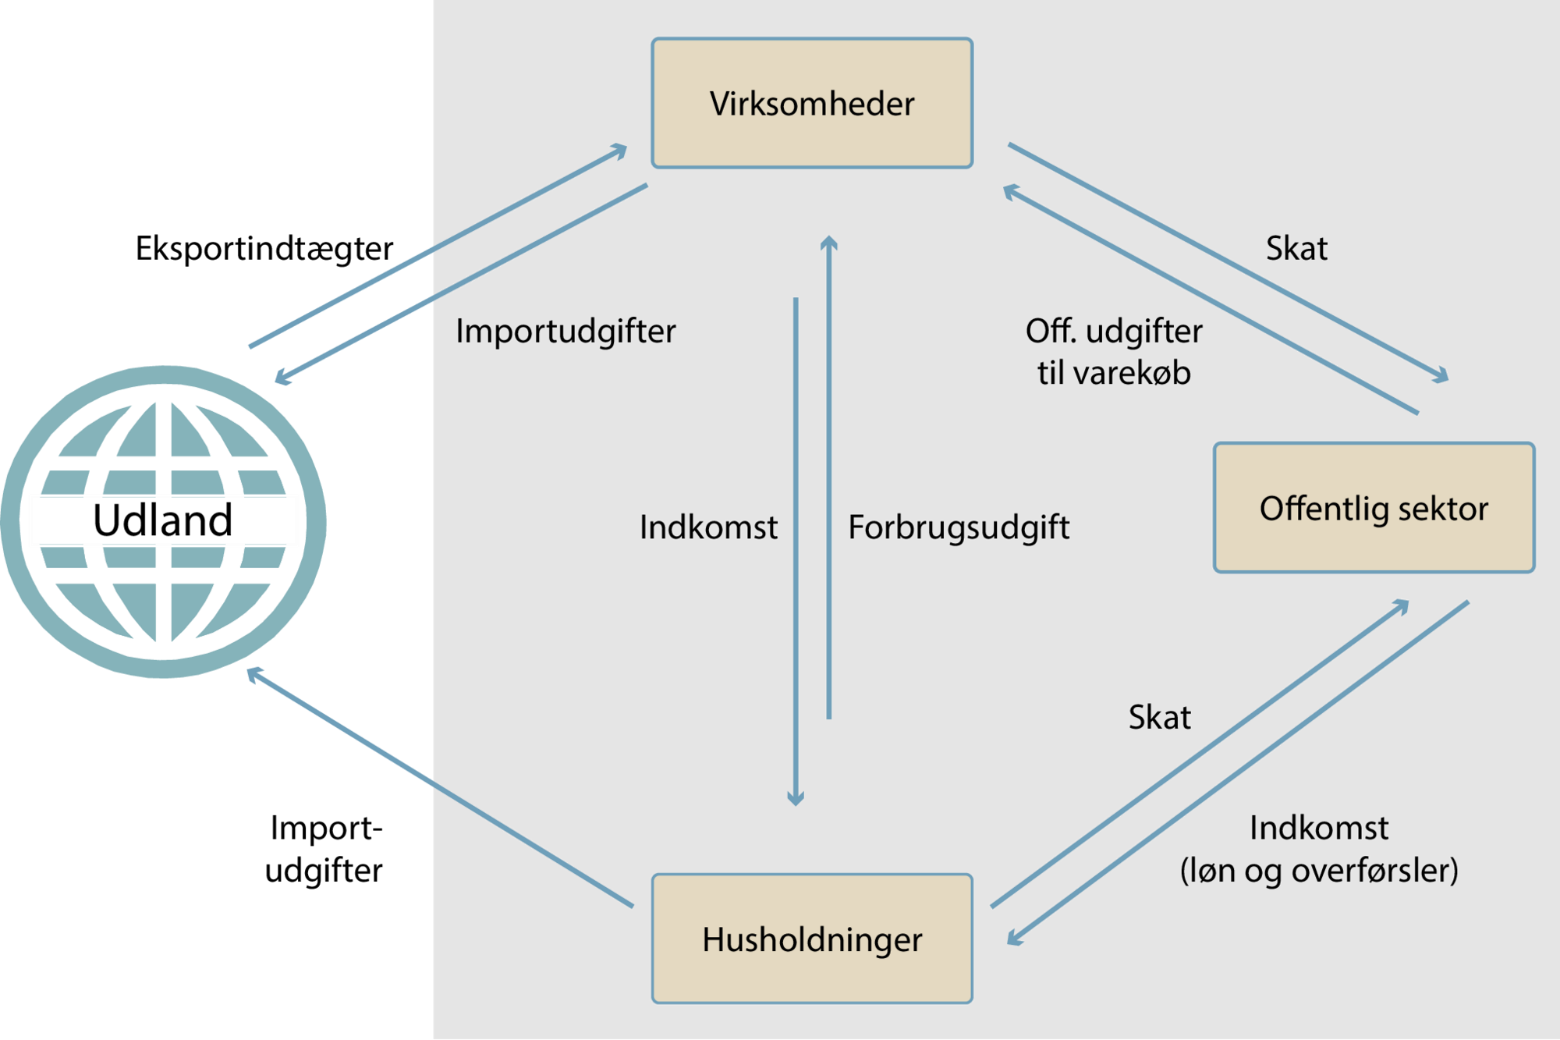 Virksomheder
Eksportindtægter
Skat
Importudgifter
Off. udgifter
til varekøb
Udland
Indkomst
Forbrugsudgift
Offentlig sektor
Skat
Import-
udgifter
Indkomst
(løn og overførsler)
Husholdninger